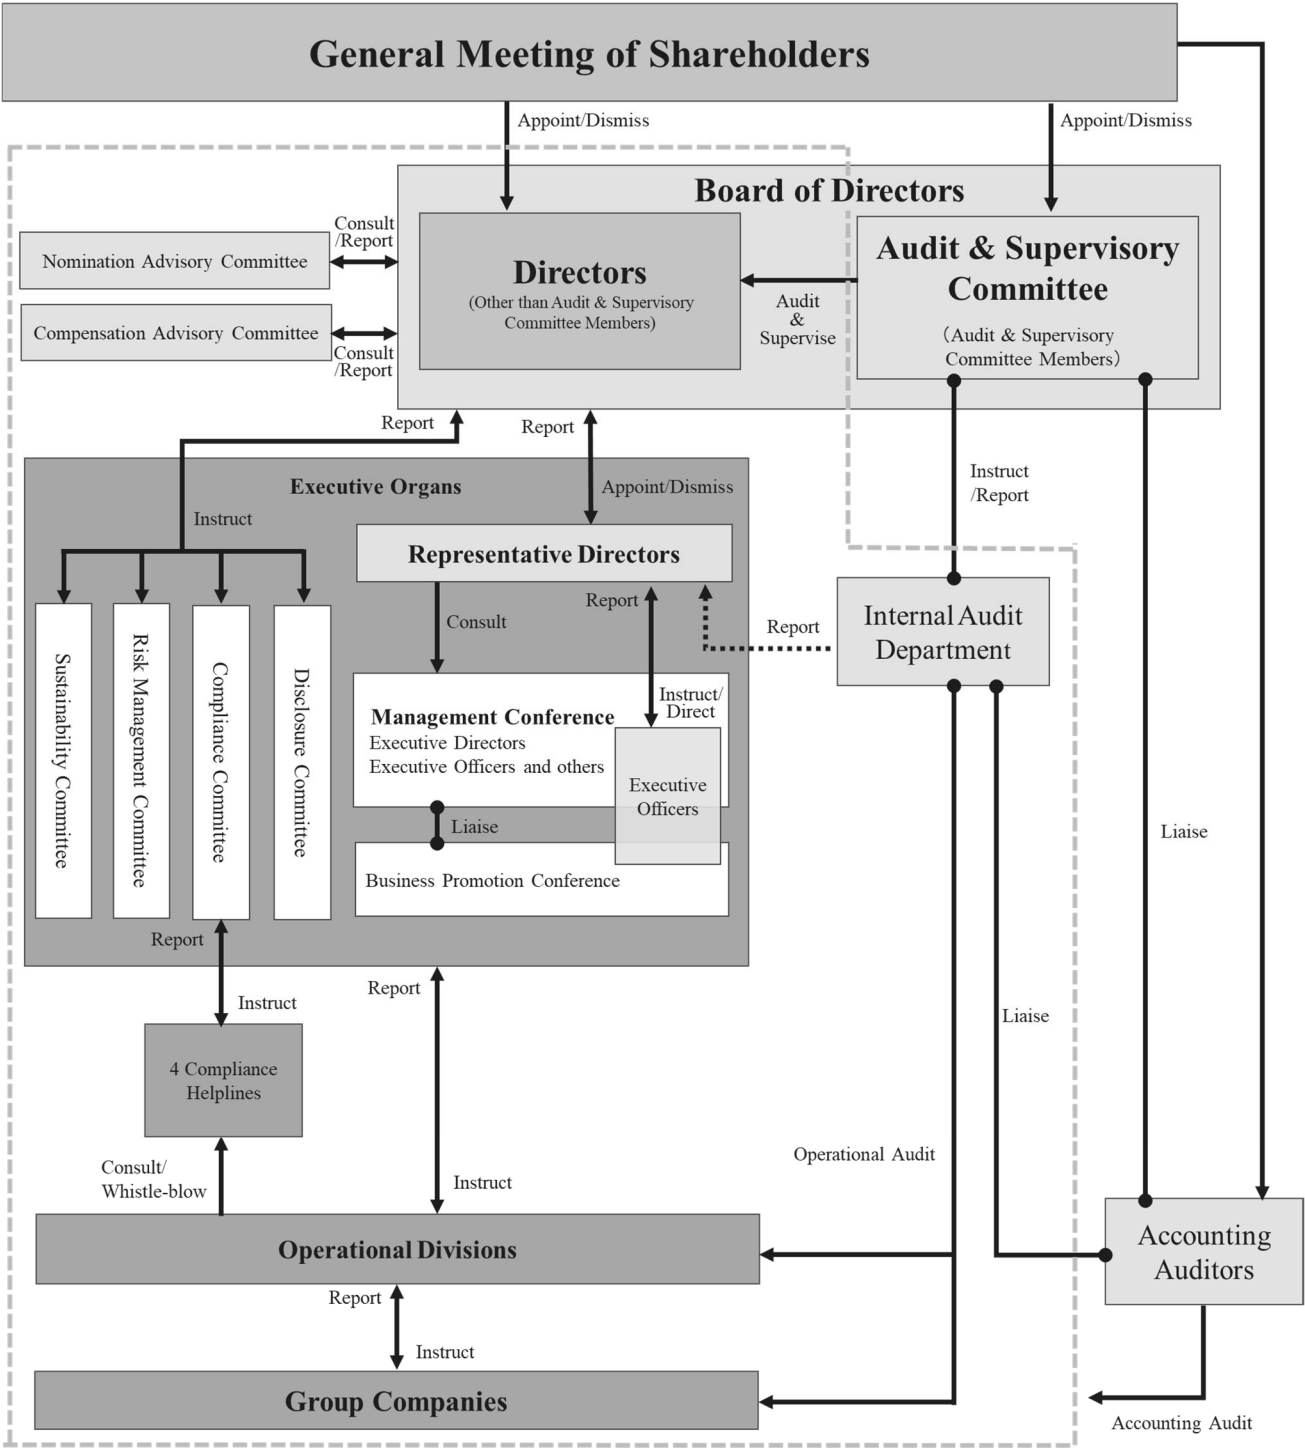 General Meeting of Shareholders
Appoint/Dismiss
Appoint/Dismiss
Board of Directors
Consult
/Report
Nomination Advisory Committee
Directors
(Other than Audit & Supervisory
Committee Members)
Audit & Supervisory
Committee
（Audit & Supervisory
Committee Members）
Audit
&
Supervise
Compensation Advisory Committee
Consult
/Report
Report
Report
Instruct
/Report
Executive Organs
Appoint/Dismiss
Instruct
Representative Directors
Report
Consult
Report
Internal Audit
Department
Sustainability Committee
Risk Management Committee
Compliance Committee
Disclosure Committee
Instruct/
Direct
Management Conference
Executive Directors
Executive Officers and others
Executive
Officers
Liaise
Business Promotion Conference
Liaise
Report
Report
Instruct
Liaise
4 Compliance
Helplines
Consult/
Whistle-blow
Instruct
Operational Audit
Operational Divisions
Accounting
Auditors
Report
Instruct
Group Companies
Accounting Audit